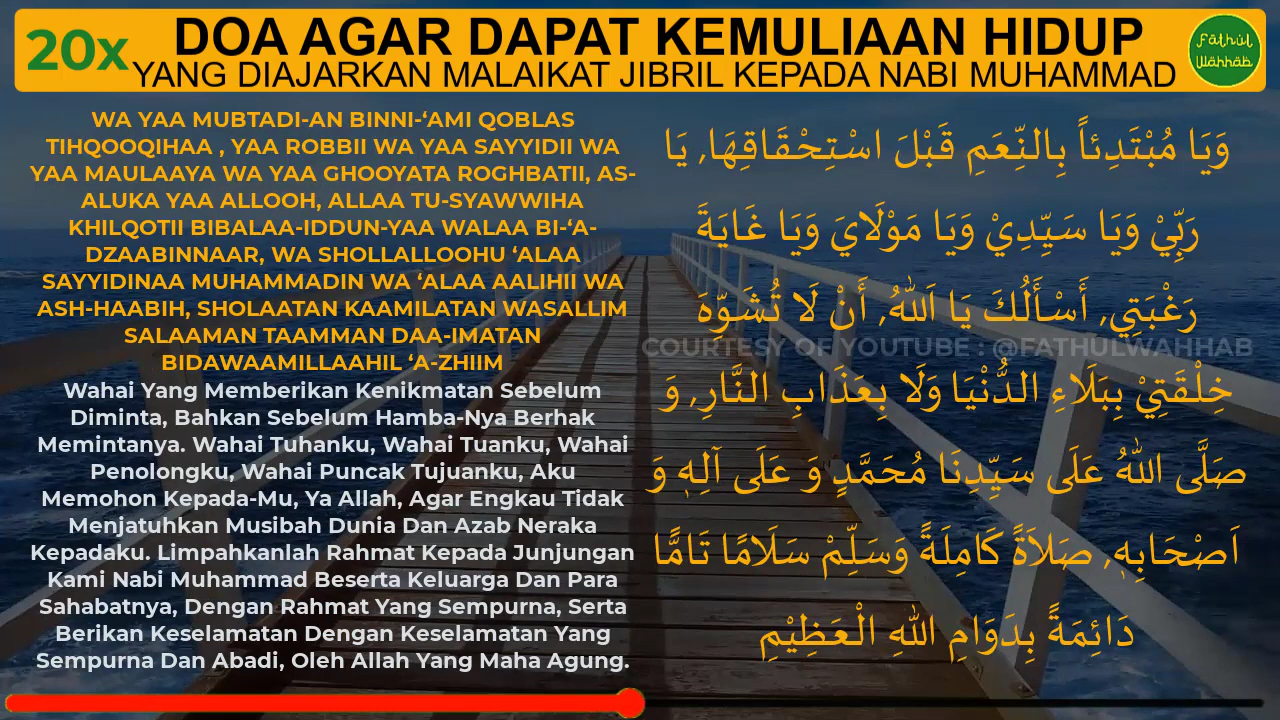 20x
DOA AGAR DAPAT KEMULIAAN HIDUP
YANG DIAJARKAN MALAIKAT JIBRIL KEPADA NABI MUHAMMAD
Fathul
Wahhab
WA YAA MUBTADI-AN BINNI-‘AMI QOBLAS
TIHQOOQIHAA , YAA ROBBII WA YAA SAYYIDII WA
YAA MAULAAYA WA YAA GHOOYATA ROGHBATII, AS-
ALUKA YAA ALLOOH, ALLAA TU-SYAWWIHA
KHILQOTII BIBALAA-IDDUN-YAA WALAA BI-‘A-
DZAABINNAAR, WA SHOLLALLOOHU ‘ALAA
SAYYIDINAA MUHAMMADIN WA ‘ALAA AALIHII WA
ASH-HAABIH, SHOLAATAN KAAMILATAN WASALLIM
SALAAMAN TAAMMAN DAA-IMATAN
BIDAWAAMILLAAHIL ‘A-ZHIIM
Wahai Yang Memberikan Kenikmatan Sebelum
Diminta, Bahkan Sebelum Hamba-Nya Berhak
Memintanya. Wahai Tuhanku, Wahai Tuanku, Wahai
Penolongku, Wahai Puncak Tujuanku, Aku
Memohon Kepada-Mu, Ya Allah, Agar Engkau Tidak
Menjatuhkan Musibah Dunia Dan Azab Neraka
Kepadaku. Limpahkanlah Rahmat Kepada Junjungan
Kami Nabi Muhammad Beserta Keluarga Dan Para
Sahabatnya, Dengan Rahmat Yang Sempurna, Serta
Berikan Keselamatan Dengan Keselamatan Yang
Sempurna Dan Abadi, Oleh Allah Yang Maha Agung.
وَيَا مُبْتَدِئاً بِالنِّعَمِ قَبْلَ اسْتِحْقَاقِهَا, يَا
رَبِّيْ وَيَا سَيِّدِيْ وَيَا مَوْلَايَ وَيَا غَايَةَ
رَغْبَتِي, أَسْأَلُكَ يَا اَللهُ, أَنْ لَا تُشَوِّهَ
COURTESY OF YOUTUBE : @FATHULWAHHAB
خِلْقَتِيْ بِبَلَاءِ الدُّنْيَا وَلَا بِعَذَابِ النَّارِ, وَ
صَلَّى اللهُ عَلَى سَيِّدِنَا مُحَمَّدٍ وَ عَلَى آلِهٖ وَ
اَصْحَابِهٖ, صَلاَةً كَامِلَةً وَسَلِّمْ سَلَامًا تَامًّا
دَائِمَةً بِدَوَامِ اللهِ الْعَظِيْمِ